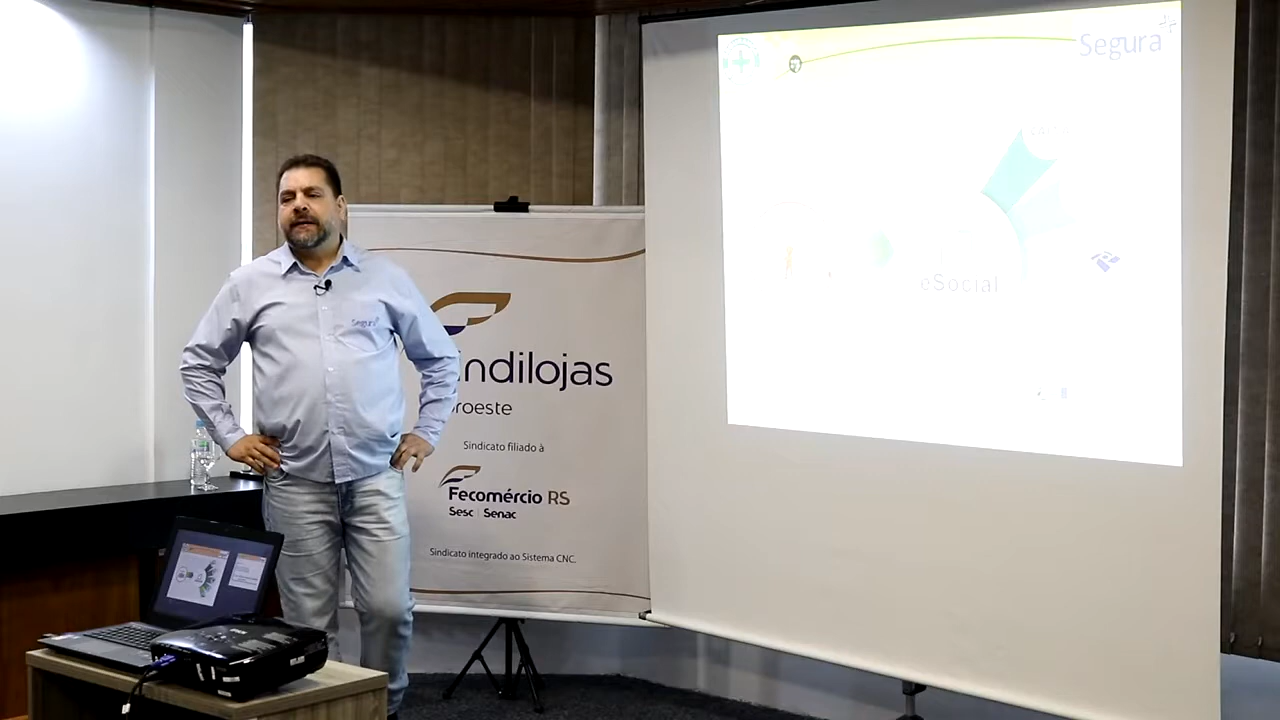 Segura
eSocial
Segura
indilojas
roeste
Sindicato filiado à
Fecomércio RS
Sesc | Senac
Sindicato integrado ao Sistema CNC.